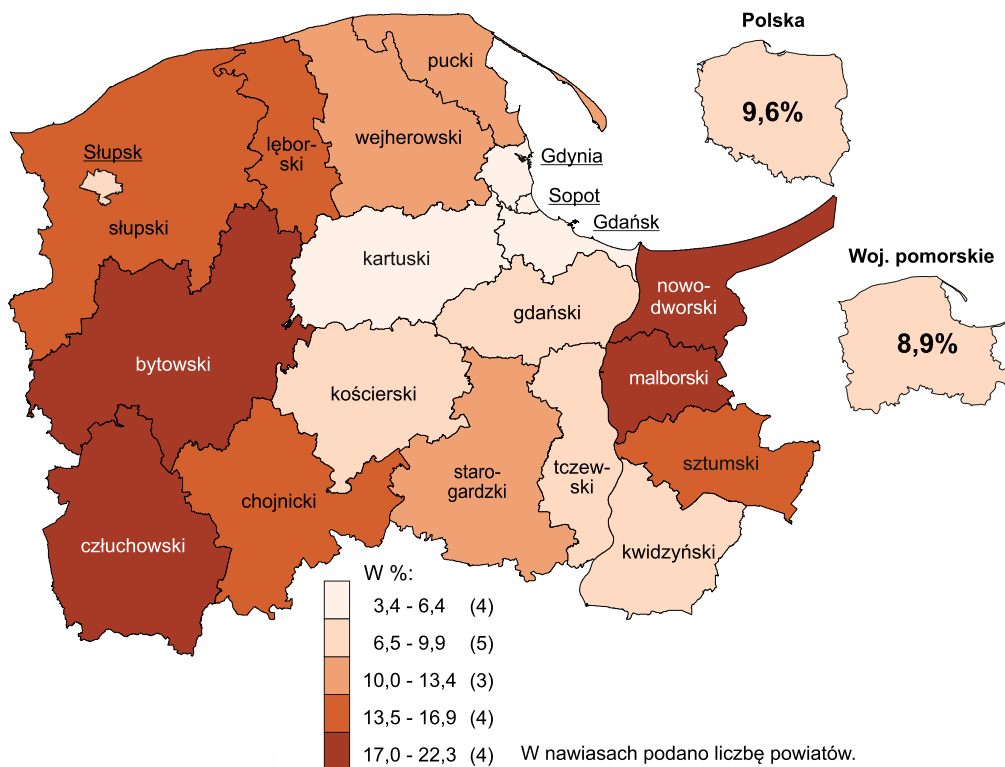 Polska
9,6%
pucki
wejherowski
lębor-
ski
Słupsk
słupski
Gdynia
Sopot
Gdańsk
kartuski
gdański
nowo-
dworski
Woj. pomorskie
8,9%
bytowski
kościerski
malborski
człuchowski
chojnicki
staro-
gardzki
tczew-
ski
sztumski
kwidzyński
W %:
3,4 - 6,4 (4)
6,5 - 9,9 (5)
10,0 - 13,4 (3)
13,5 - 16,9 (4)
17,0 - 22,3 (4)
W nawiasach podano liczbę powiatów.